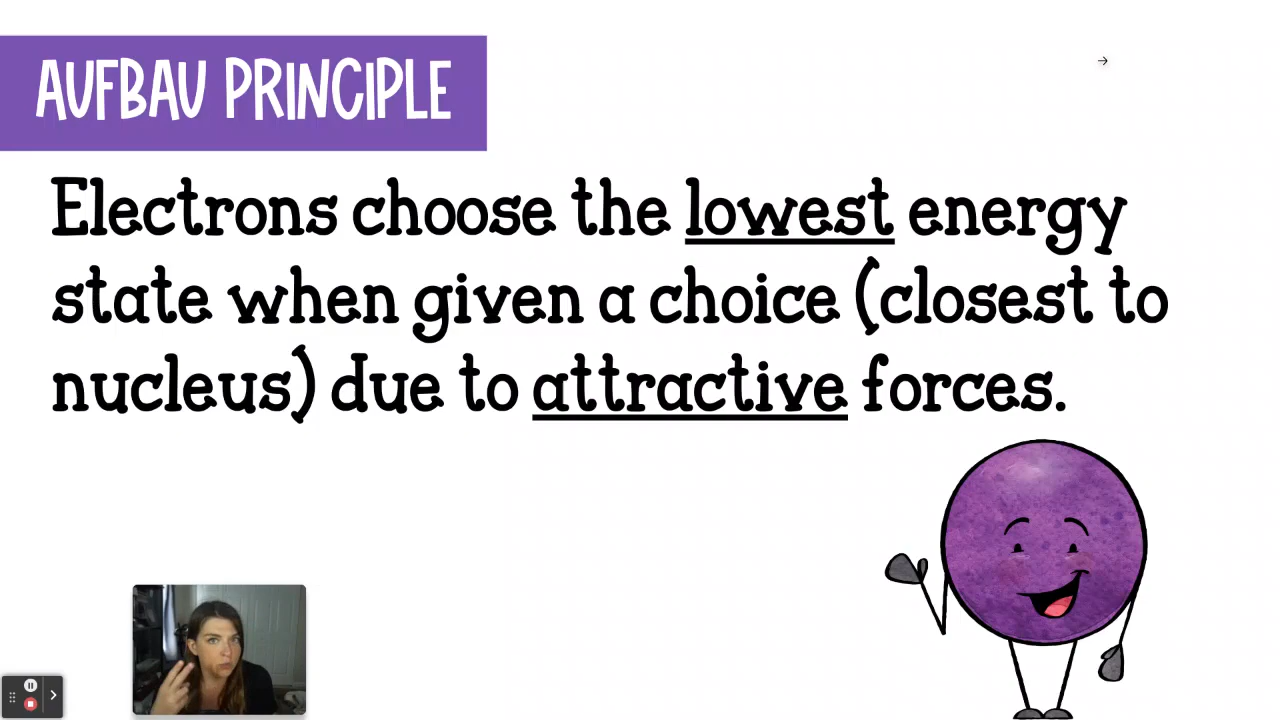 AUFBAU PRINCIPLE
Electrons choose the lowest energy
state when given a choice (closest to
nucleus) due to attractive forces.